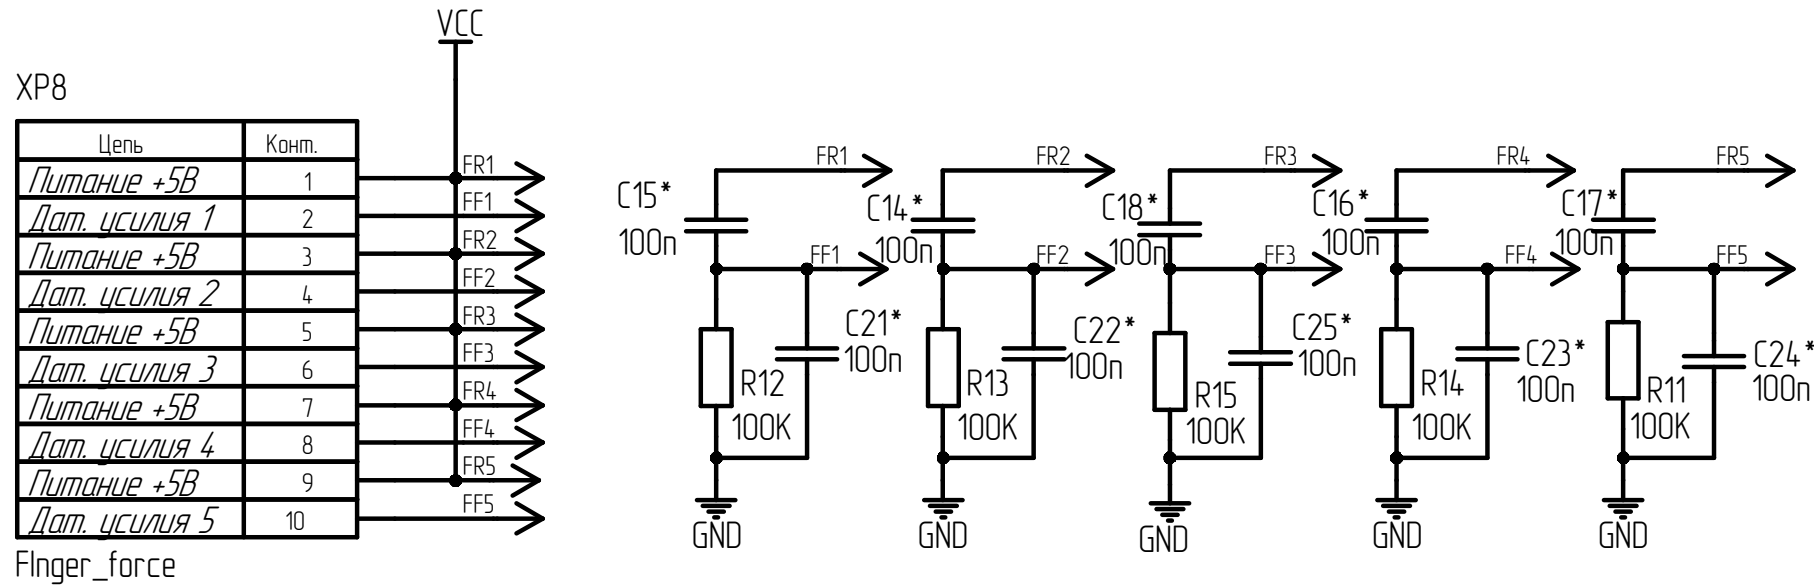 VCC
XP8
Цепь Конт.
Питание +5В 1 FR1
Дат. усилия 1 2 FF1
Питание +5В 3 FR2
Дат. усилия 2 4 FF2
Питание +5В 5 FR3
Дат. усилия 3 6 FF3
Питание +5В 7 FR4
Дат. усилия 4 8 FF4
Питание +5В 9 FR5
Дат. усилия 5 10 FF5
FInger_force
FR1
C15*
100n
FF1
C21*
100n
R12
100K
GND
FR2
C14*
100n
FF2
C22*
100n
R13
100K
GND
FR3
C18*
100n
FF3
C25*
100n
R15
100K
GND
FR4
C16*
100n
FF4
C23*
100n
R14
100K
GND
FR5
C17*
100n
FF5
C24*
100n
R11
100K
GND